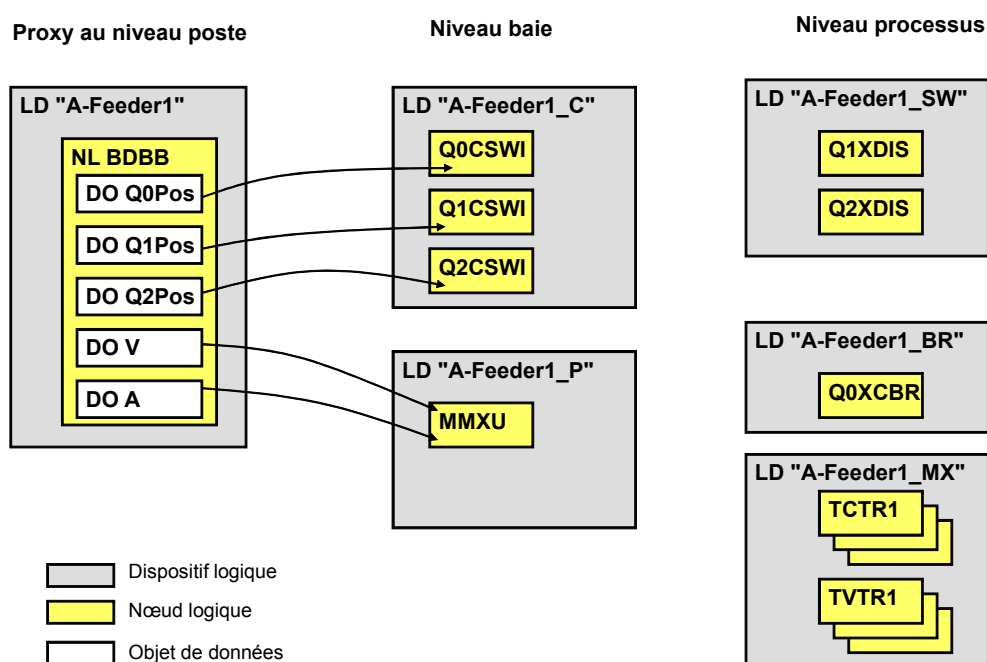 Proxy au niveau poste
LD "A-Feeder1"
NL BDBB
DO Q0Pos
DO Q1Pos
DO Q2Pos
DO V
DO A
Niveau baie
LD "A-Feeder1_C"
Q0CSWI
Q1CSWI
Q2CSWI
LD "A-Feeder1_P"
MMXU
Niveau processus
LD "A-Feeder1_SW"
Q1XDIS
Q2XDIS
LD "A-Feeder1_BR"
Q0XCBR
LD "A-Feeder1_MX"
TCTR1
TVTR1
Dispositif logique
Nœud logique
Objet de données